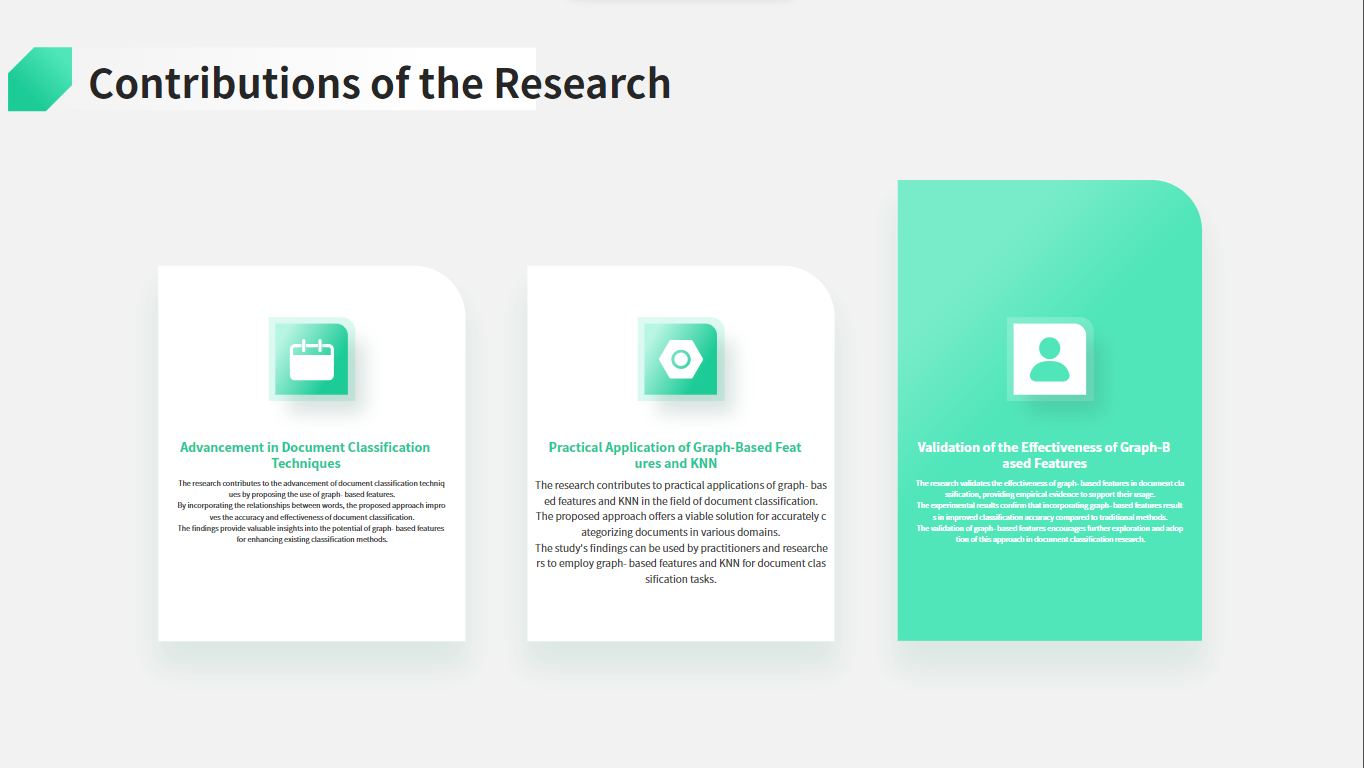 Contributions of the Research
Advancement in Document Classification
Techniques
The research contributes to the advancement of document classification techniq
ues by proposing the use of graph- based features.
By incorporating the relationships between words, the proposed approach impro
ves the accuracy and effectiveness of document classification.
The findings provide valuable insights into the potential of graph- based features
for enhancing existing classification methods.
Practical Application of Graph-Based Feat
ures and KNN
The research contributes to practical applications of graph- bas
ed features and KNN in the field of document classification.
The proposed approach offers a viable solution for accurately c
ategorizing documents in various domains.
The study's findings can be used by practitioners and researche
rs to employ graph- based features and KNN for document clas
sification tasks.
Validation of the Effectiveness of Graph-B
ased Features
The research validates the effectiveness of graph- based features in document cla
ssification, providing empirical evidence to support their usage.
The experimental results confirm that incorporating graph- based features result
s in improved classification accuracy compared to traditional methods.
The validation of graph- based features encourages further exploration and adop
tion of this approach in document classification research.